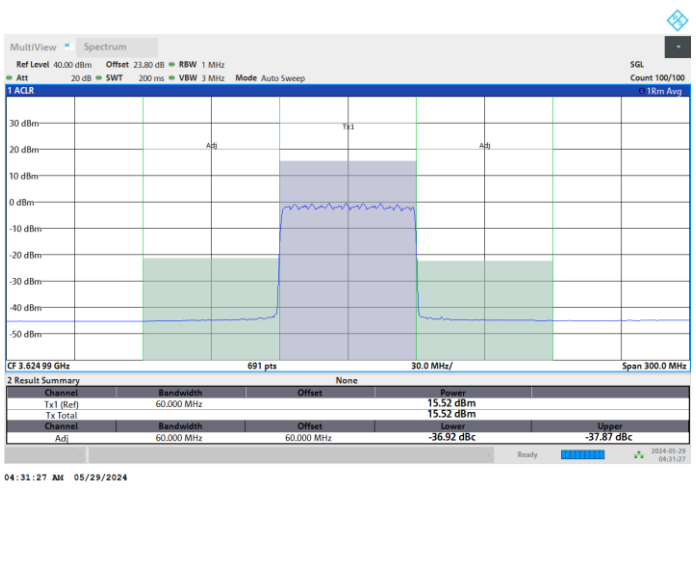 MultiView Spectrum
Ref Level 40.00 dBm Offset 23.80 dB RBW 1 MHz SGL
Att 20 dB SWT 200 ms VBW 3 MHz Mode Auto Sweep Count 100/100
1 ACLR 1Rm Avg
30 dBm
Tx1
20 dBm
Adj Adj
10 dBm
0 dBm
-10 dBm
-20 dBm
-30 dBm
-40 dBm
-50 dBm
CF 3.624 99 GHz 691 pts 30.0 MHz/ Span 300.0 MHz
2 Result Summary None
Channel Bandwidth Offset Power
Tx1 (Ref) 60.000 MHz 15.52 dBm
Tx Total 15.52 dBm
Channel Bandwidth Offset Lower Upper
Adj 60.000 MHz 60.000 MHz -36.92 dBc -37.87 dBc
Ready 2024-05-29
04:31:27
04:31:27 AM 05/29/2024